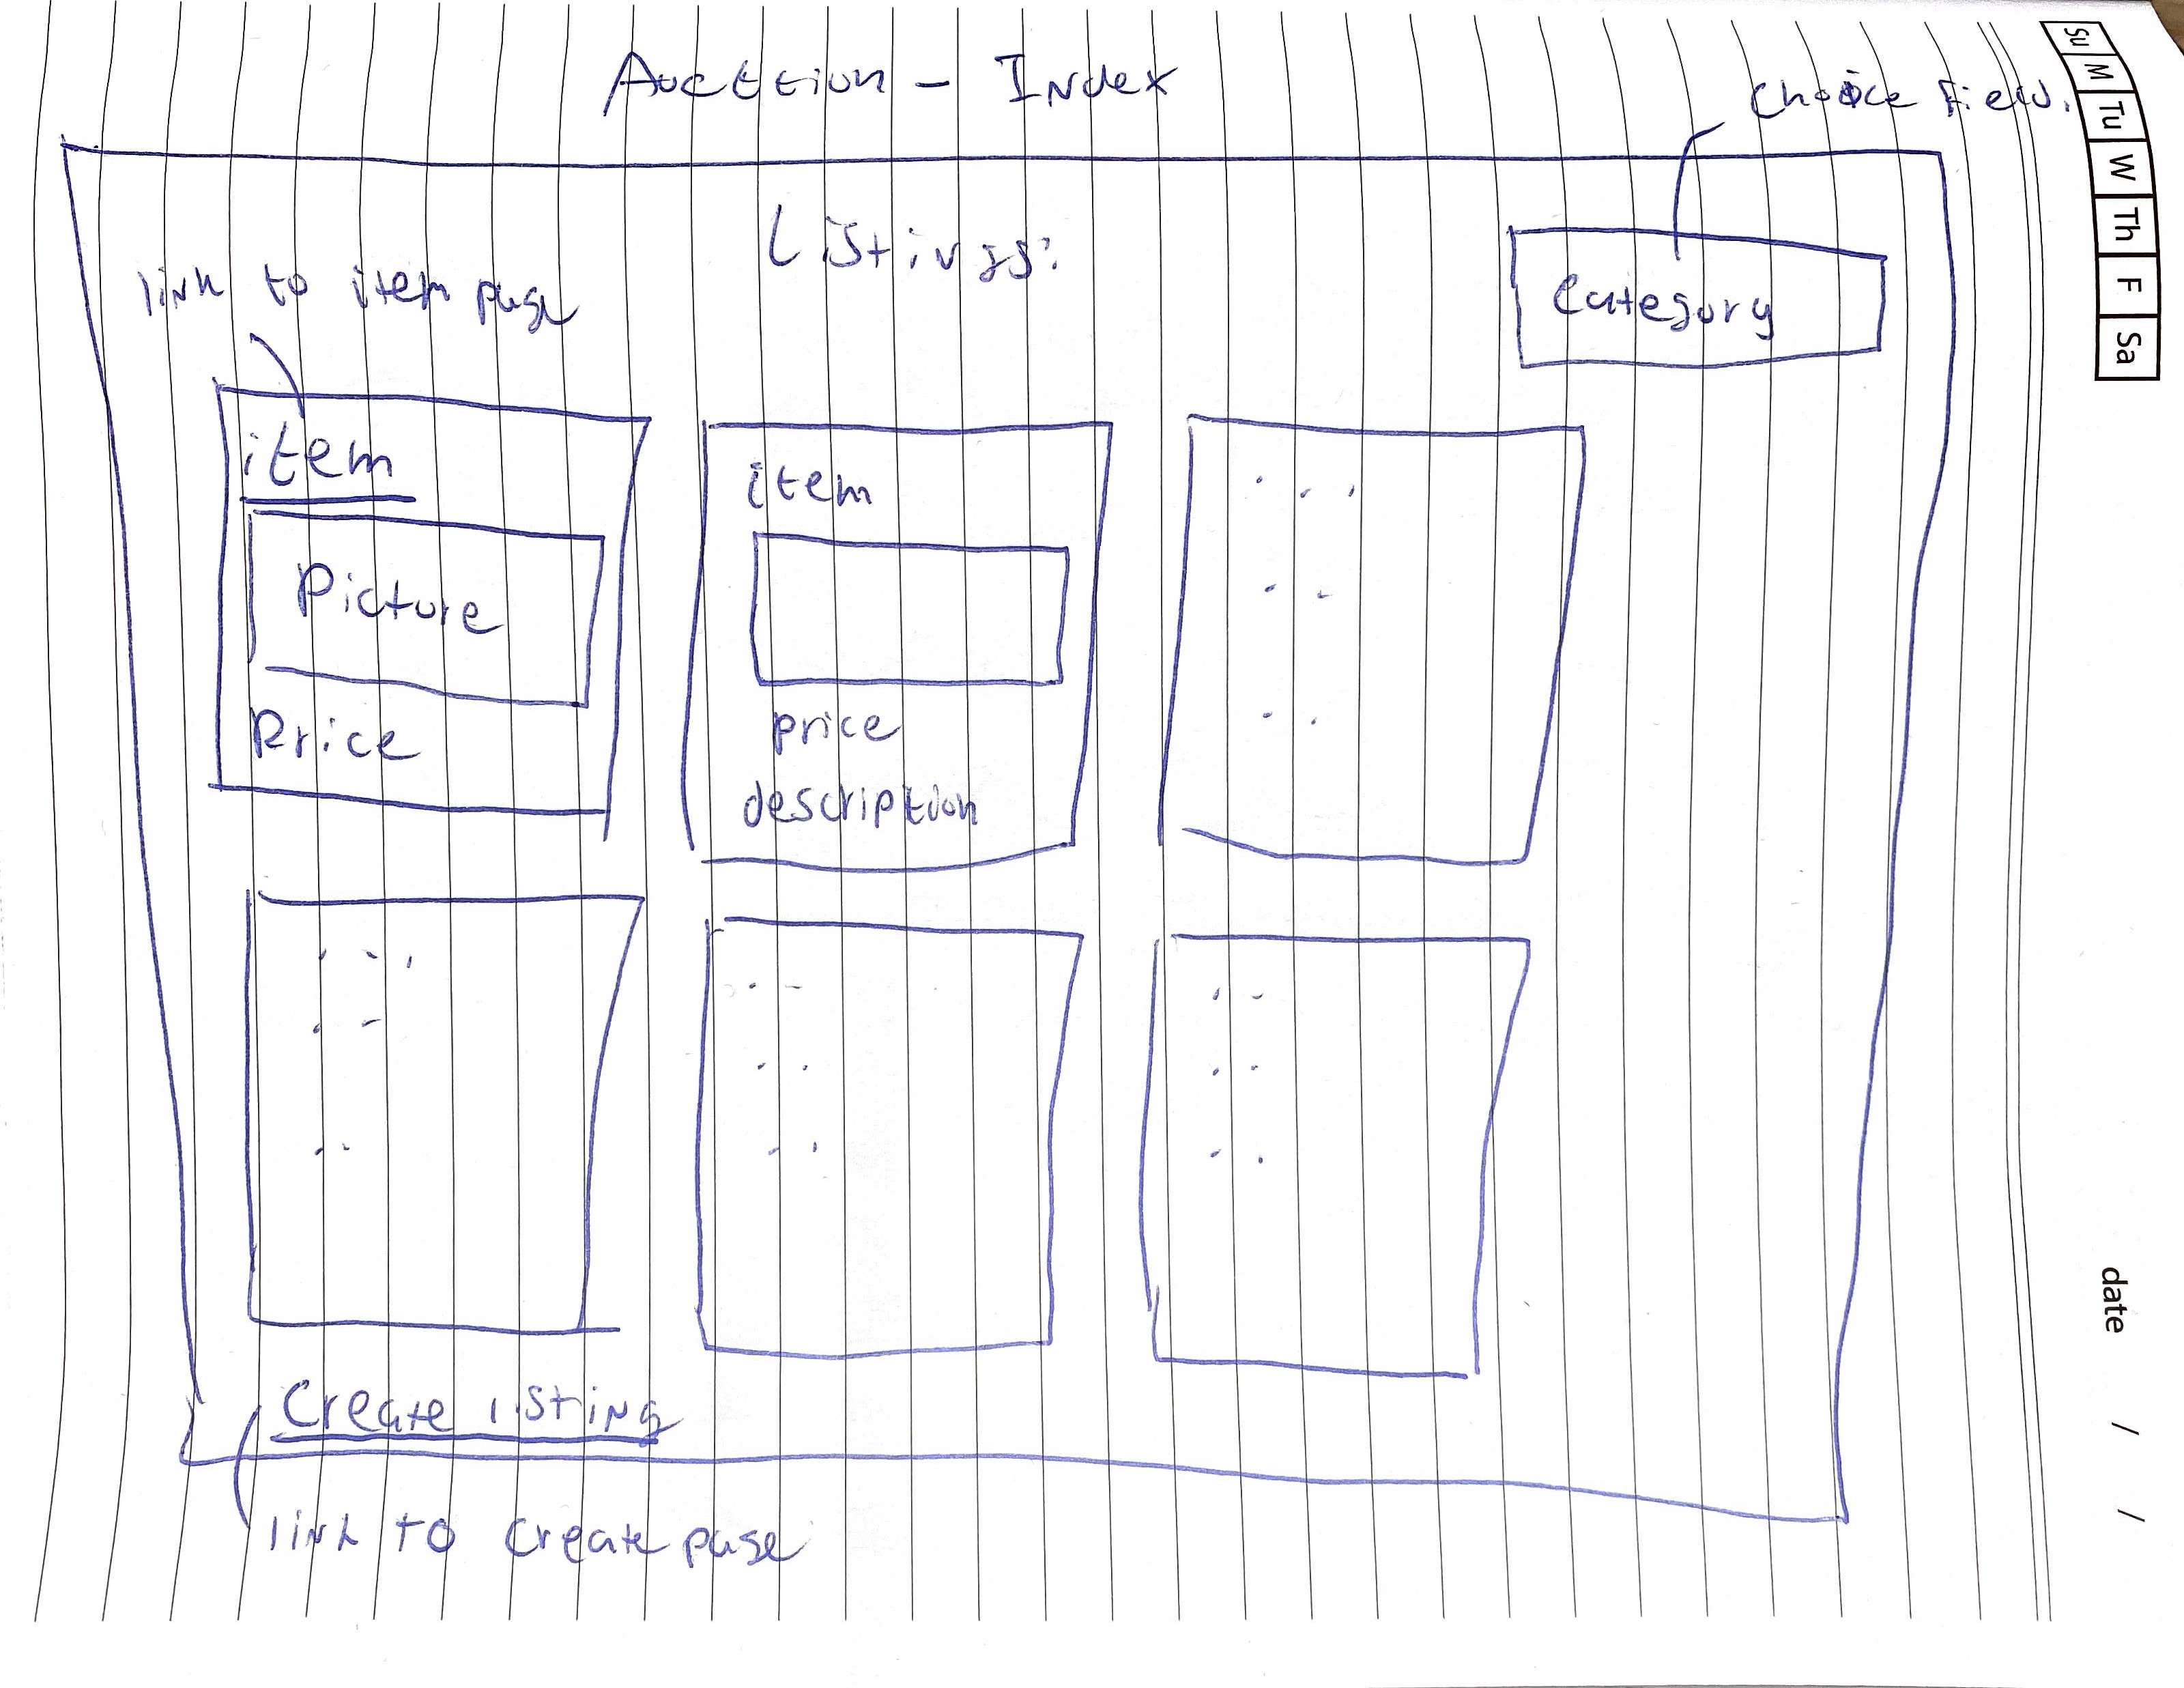 Aucttion - Index
Choice Field.
Listings:
link to item page
Category
item
Picture
Price
item
price
description
Create listing
link to create page
Su M Tu W Th F Sa
date / /